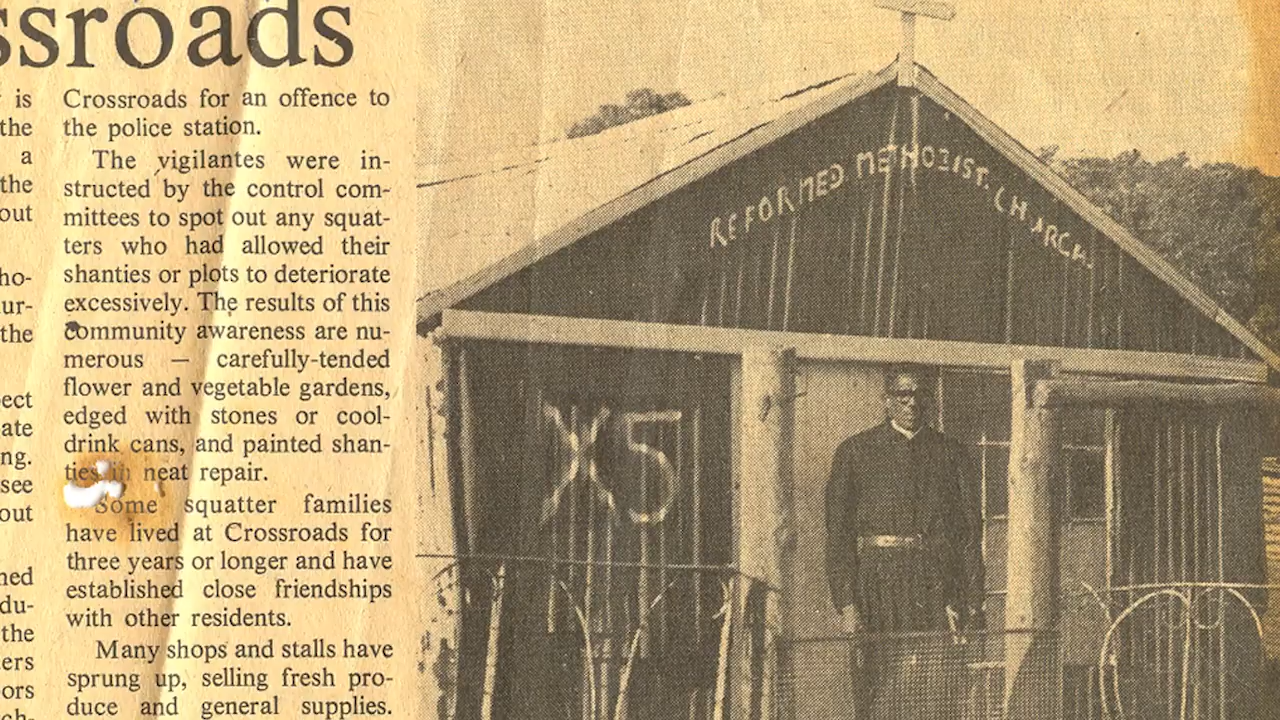 ssroads
is
the
a
the
out
ho-
ur-
the
ect
ate
ng.
see
out
ned
du-
the
ers
ors
ch-
Crossroads for an offence to
the police station.
The vigilantes were in-
structed by the control com-
mittees to spot out any squat-
ters who had allowed their
shanties or plots to deteriorate
excessively. The results of this
community awareness are nu-
merous — carefully-tended
flower and vegetable gardens,
edged with stones or cool-
drink cans, and painted shan-
ties in neat repair.
Some squatter families
have lived at Crossroads for
three years or longer and have
established close friendships
with other residents.
Many shops and stalls have
sprung up, selling fresh pro-
duce and general supplies.
REFORMED METHODIST. CHURCH.
X5